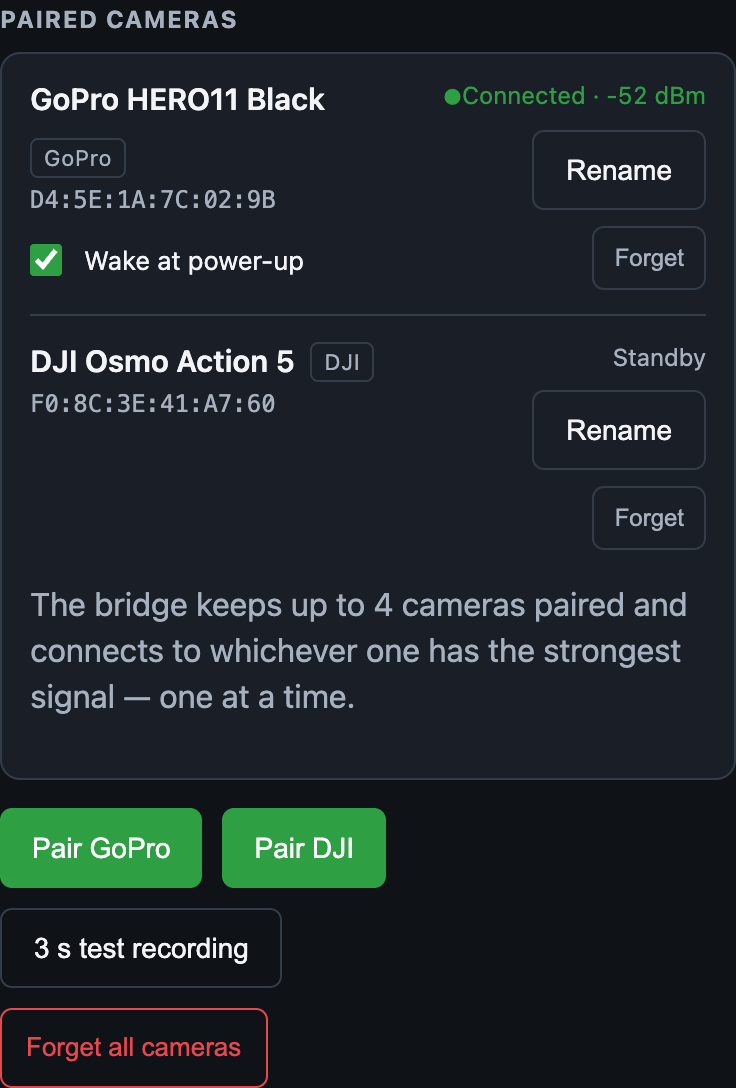 PAIRED CAMERAS
GoPro HERO11 Black
Connected · -52 dBm
GoPro
Rename
D4:5E:1A:7C:02:9B
Wake at power-up
Forget
DJI Osmo Action 5 DJI
Standby
F0:8C:3E:41:A7:60
Rename
Forget
The bridge keeps up to 4 cameras paired and
connects to whichever one has the strongest
signal — one at a time.
Pair GoPro
Pair DJI
3 s test recording
Forget all cameras